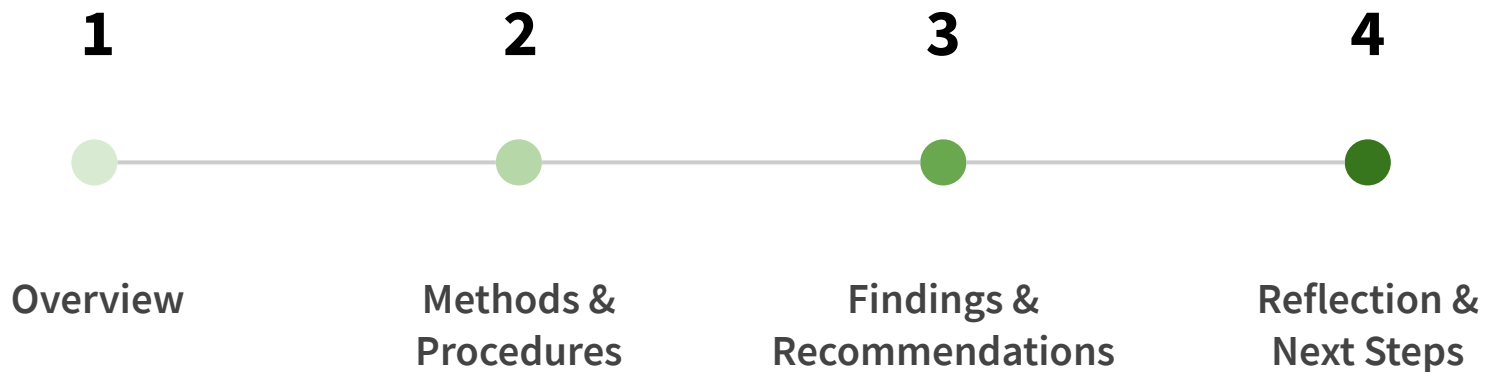 1
2
3
4
Overview
Methods &
Procedures
Findings &
Recommendations
Reflection &
Next Steps